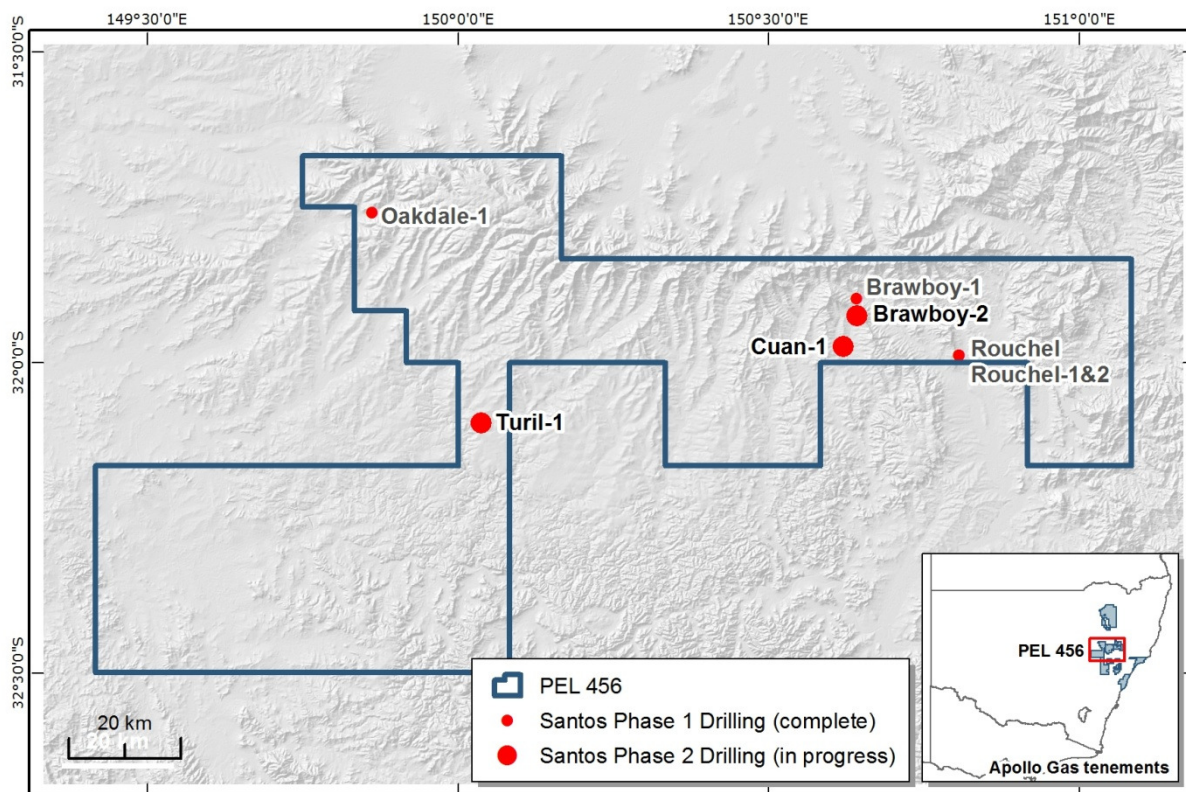 149°30'0"E
150°0'0"E
150°30'0"E
151°0'0"E
31°30'0"S
32°0'0"S
32°30'0"S
Oakdale-1
Brawboy-1
Brawboy-2
Cuan-1
Rouchel
Rouchel-1&2
Turil-1
20 km
20 km
PEL 456
Santos Phase 1 Drilling (complete)
Santos Phase 2 Drilling (in progress)
PEL 456
Apollo Gas tenements